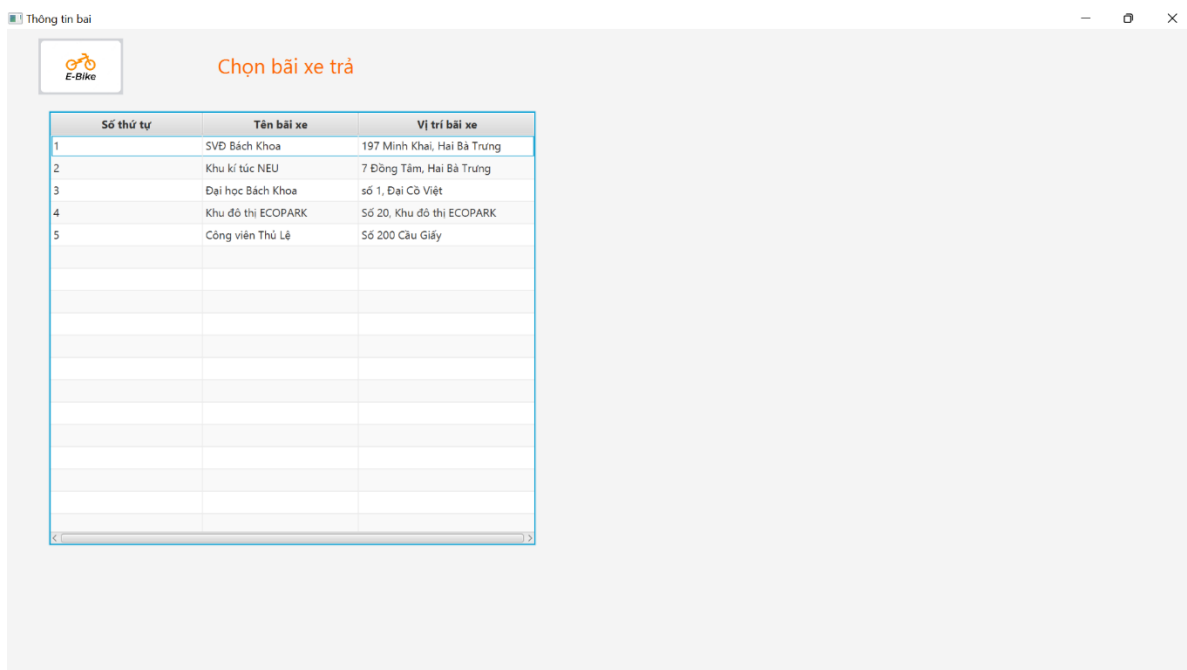 Thông tin bai
E-Bike
Chọn bãi xe trả
Số thứ tự Tên bãi xe Vị trí bãi xe
1 SVĐ Bách Khoa 197 Minh Khai, Hai Bà Trưng
2 Khu kí túc NEU 7 Đồng Tâm, Hai Bà Trưng
3 Đại học Bách Khoa số 1, Đại Cồ Việt
4 Khu đô thị ECOPARK Số 20, Khu đô thị ECOPARK
5 Công viên Thủ Lệ Số 200 Cầu Giấy